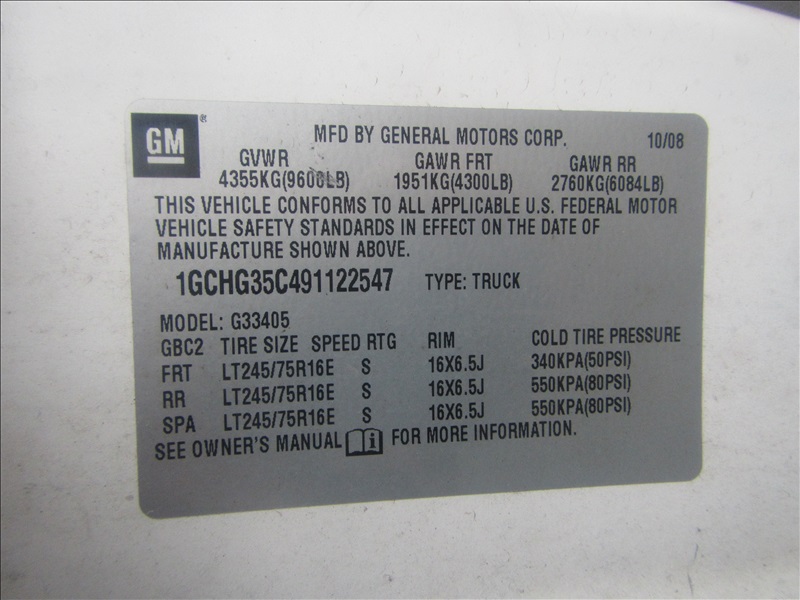 GM ® MFD BY GENERAL MOTORS CORP. 10/08
GVWR GAWR FRT GAWR RR
4355KG(9600LB) 1951KG(4300LB) 2760KG(6084LB)
THIS VEHICLE CONFORMS TO ALL APPLICABLE U.S. FEDERAL MOTOR
VEHICLE SAFETY STANDARDS IN EFFECT ON THE DATE OF
MANUFACTURE SHOWN ABOVE.
1GCHG35C491122547 TYPE: TRUCK
MODEL: G33405
GBC2 TIRE SIZE SPEED RTG RIM COLD TIRE PRESSURE
FRT LT245/75R16E S 16X6.5J 340KPA(50PSI)
RR LT245/75R16E S 16X6.5J 550KPA(80PSI)
SPA LT245/75R16E S 16X6.5J 550KPA(80PSI)
SEE OWNER'S MANUAL i FOR MORE INFORMATION.